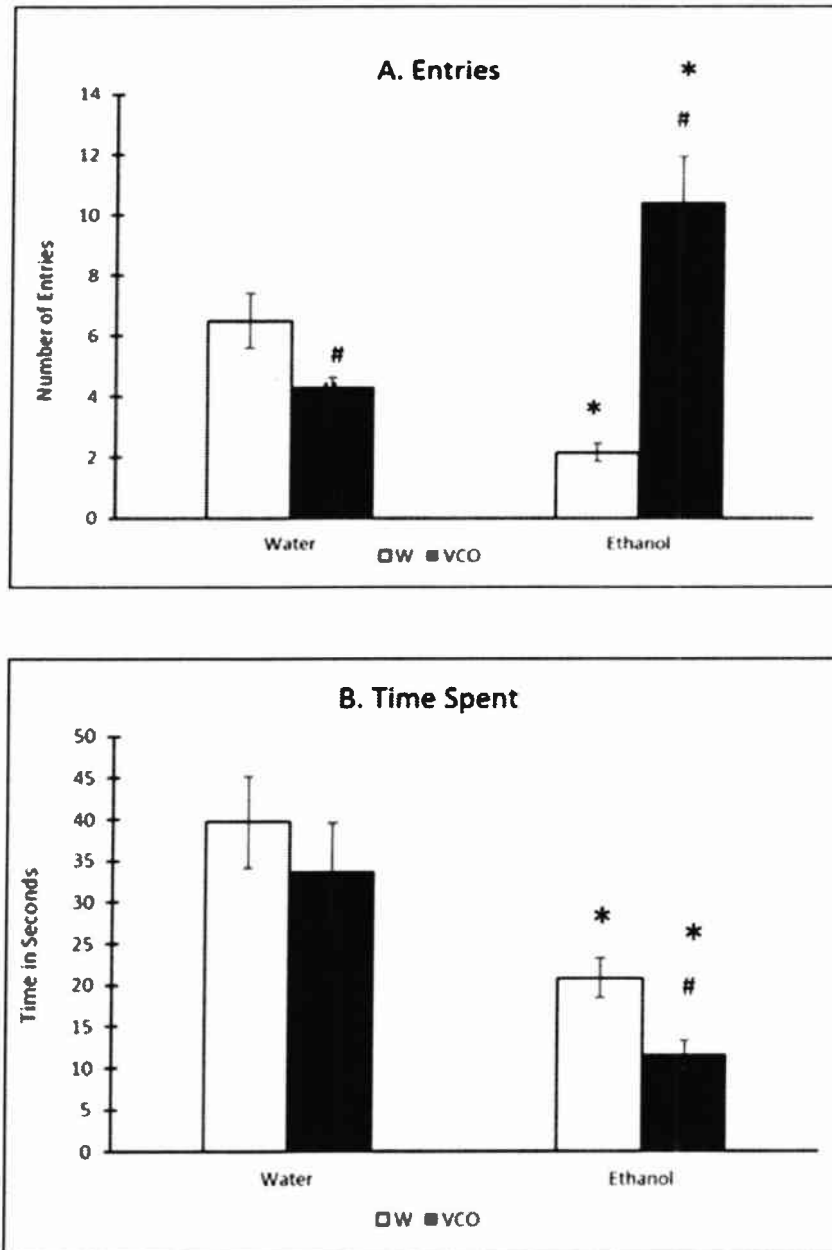 A. Entries
*
#
14
12
10
8
6
4
2
0
Number of Entries
#
*
Water
Ethanol
W VCO
B. Time Spent
50
45
40
35
30
25
20
15
10
5
0
Time in Seconds
*
*
#
Water
Ethanol
W VCO